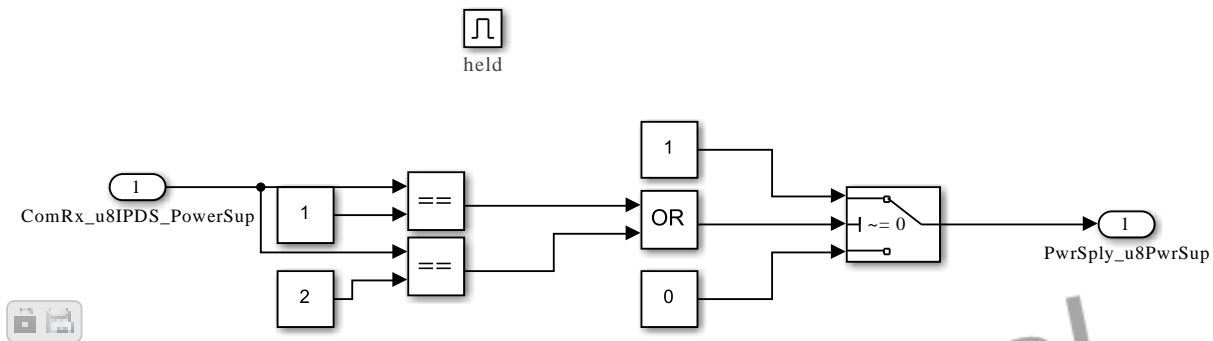 held
1
1
ComRx_u8IPDS_PowerSup
1
==
OR
~= 0
1
PwrSply_u8PwrSup
==
2
0